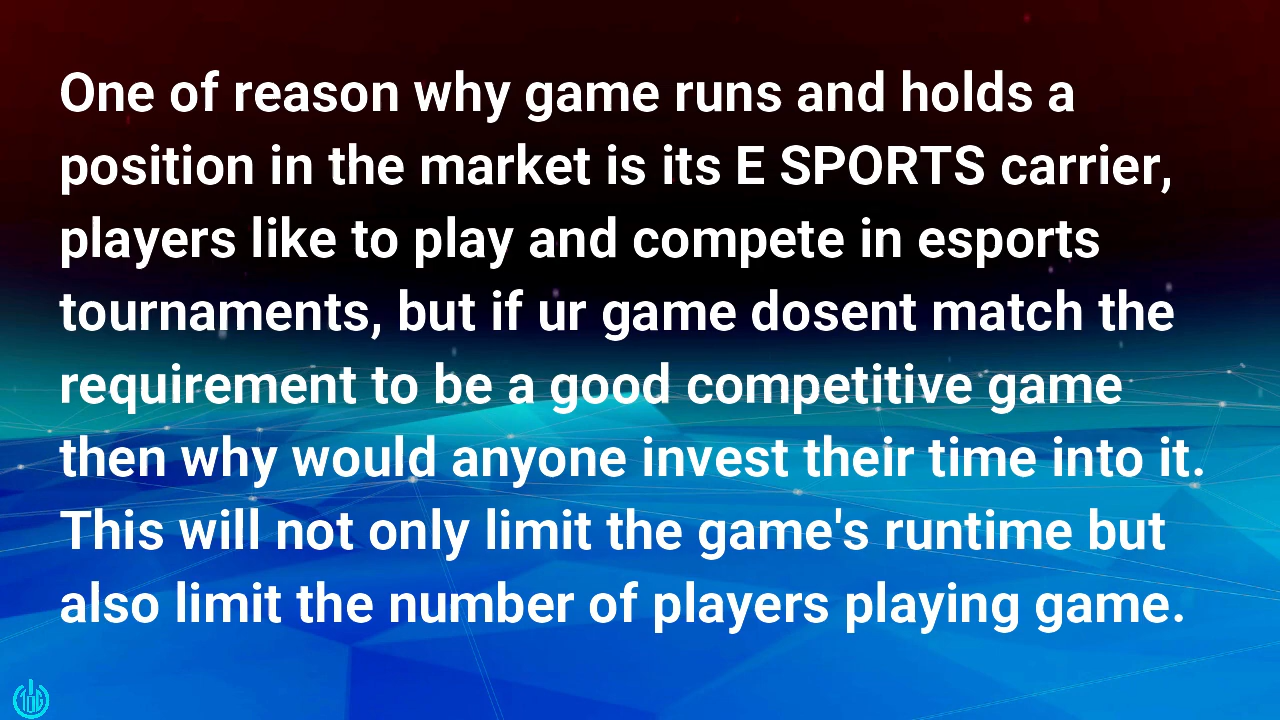 One of reason why game runs and holds a
position in the market is its E SPORTS carrier,
players like to play and compete in esports
tournaments, but if ur game dosent match the
requirement to be a good competitive game
then why would anyone invest their time into it.
This will not only limit the game's runtime but
also limit the number of players playing game.